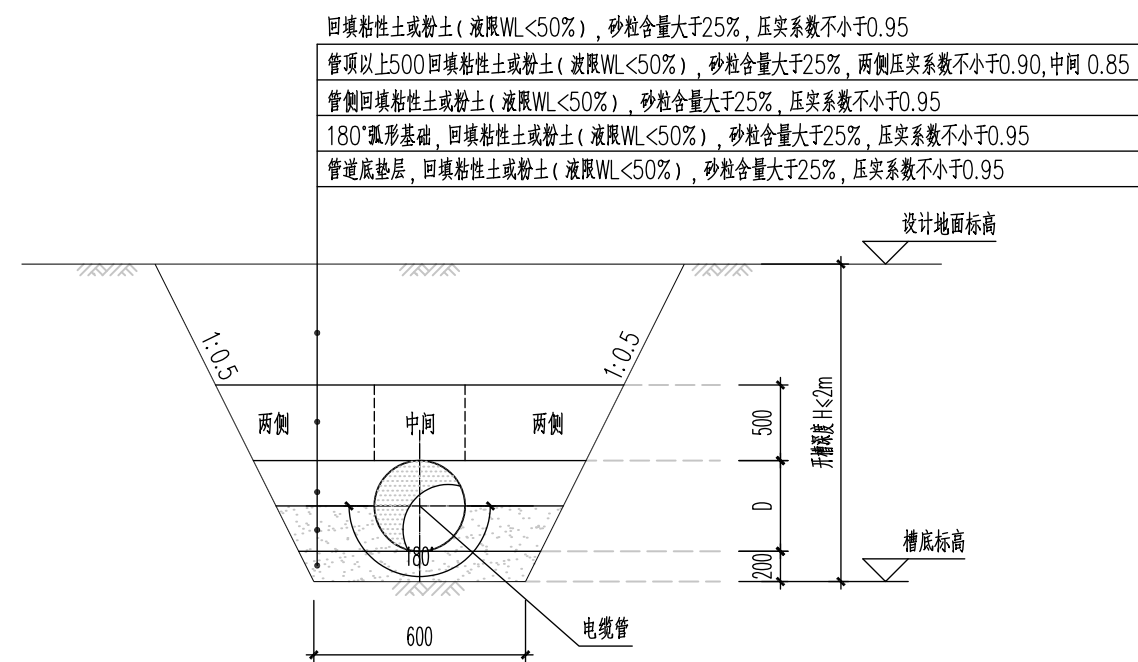 回填粘性土或粉土(液限WL<50%),砂粒含量大于25%,压实系数不小于0.95
管顶以上500回填粘性土或粉土(波限WL<50%),砂粒含量大于25%,两侧压实系数不小于0.90,中间 0.85
管侧回填粘性土或粉土(液限WL<50%),砂粒含量大于25%,压实系数不小于0.95
180°弧形基础,回填粘性土或粉土(液限WL<50%),砂粒含量大于25%,压实系数不小于0.95
管道底垫层,回填粘性土或粉土(液限WL<50%),砂粒含量大于25%,压实系数不小于0.95
设计地面标高
1:0.5
1:0.5
两侧
中间
两侧
500
开槽深度H≤2m
D
180°
200
槽底标高
600
电缆管